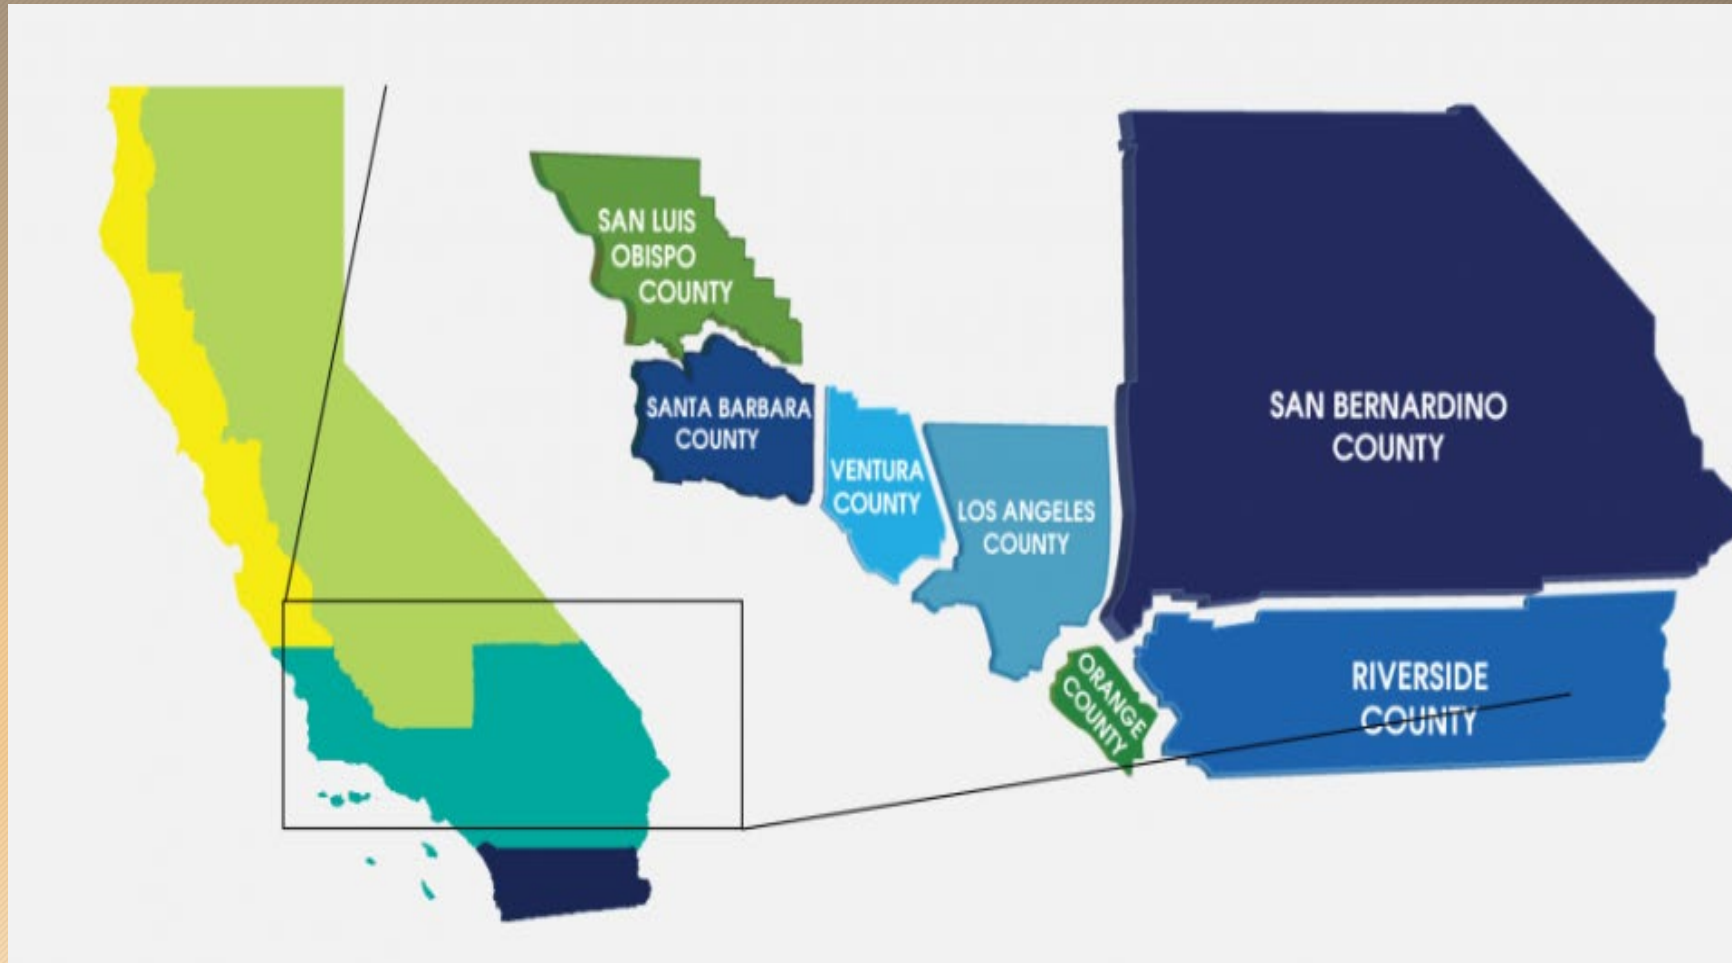 SAN LUIS
OBISPO
COUNTY
SANTA BARBARA
COUNTY
VENTURA
COUNTY
LOS ANGELES
COUNTY
ORANGE
COUNTY
SAN BERNARDINO
COUNTY
RIVERSIDE
COUNTY